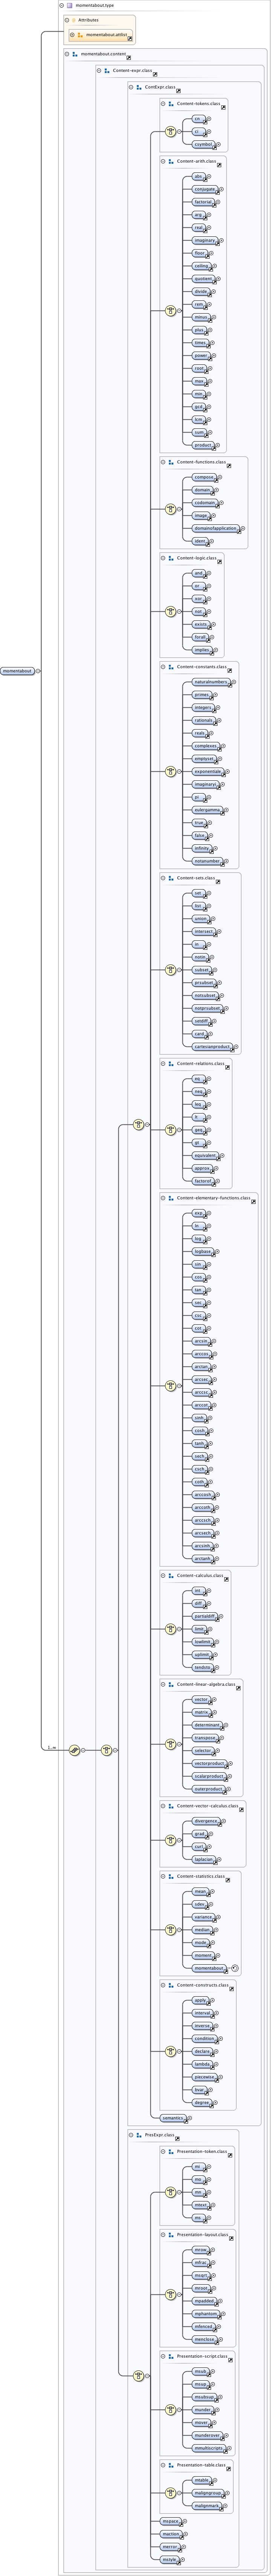 momentabout.type
Attributes
momentabout.attlist
momentabout.content
Content-expr.class
ContExpr.class
Content-tokens.class
cn
ci
csymbol
Content-arith.class
abs
conjugate
factorial
arg
real
imaginary
floor
ceiling
quotient
divide
rem
minus
plus
times
power
root
max
min
gcd
lcm
sum
product
Content-functions.class
compose
domain
codomain
image
domainofapplication
ident
Content-logic.class
and
or
xor
not
exists
forall
implies
momentabout
Content-constants.class
naturalnumbers
primes
integers
rationals
reals
complexes
emptyset
exponentiale
imaginaryi
pi
eulergamma
true
false
infinity
notanumber
Content-sets.class
set
list
union
intersect
in
notin
subset
prsubset
notsubset
notprsubset
setdiff
card
cartesianproduct
Content-relations.class
eq
neq
leq
lt
geq
gt
equivalent
approx
factorof
Content-elementary-functions.class
exp
ln
log
logbase
sin
cos
tan
sec
csc
cot
arcsin
arccos
arctan
arcsec
arccsc
arccot
sinh
cosh
tanh
sech
csch
coth
arccosh
arccoth
arccsch
arcsech
arcsinh
arctanh
Content-calculus.class
int
diff
partialdiff
limit
lowlimit
uplimit
tendsto
Content-linear-algebra.class
vector
matrix
determinant
transpose
selector
vectorproduct
scalarproduct
outerproduct
1..∞
Content-vector-calculus.class
divergence
grad
curl
laplacian
Content-statistics.class
mean
sdev
variance
median
mode
moment
momentabout
Content-constructs.class
apply
interval
inverse
condition
declare
lambda
piecewise
bvar
degree
semantics
PresExpr.class
Presentation-token.class
mi
mo
mn
mtext
ms
Presentation-layout.class
mrow
mfrac
msqrt
mroot
mpadded
mphantom
mfenced
menclose
Presentation-script.class
msub
msup
msubsup
munder
mover
munderover
mmultiscripts
Presentation-table.class
mtable
maligngroup
malignmark
mspace
maction
merror
mstyle